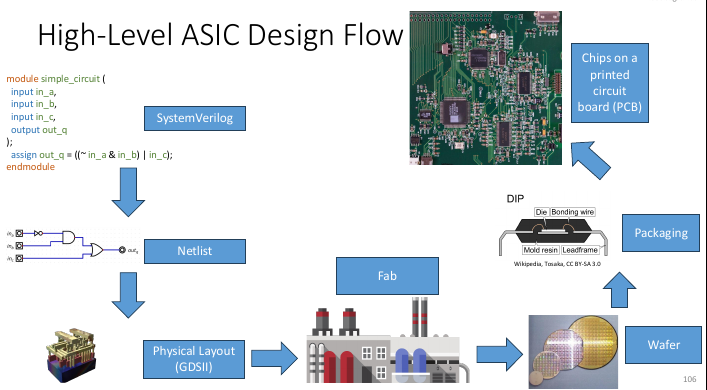 High-Level ASIC Design Flow
module simple_circuit (
input in_a,
input in_b,
input in_c,
output out_q
);
assign out_q = ((~ in_a & in_b) | in_c);
endmodule
SystemVerilog
Chips on a
printed
circuit
board (PCB)
DIP
Die
Bonding wire
Mold resin
Leadframe
Wikipedia, Tosaka, CC BY-SA 3.0
Packaging
in_a
in_b
in_c
out_q
Netlist
Fab
Physical Layout
(GDSII)
Wafer
106